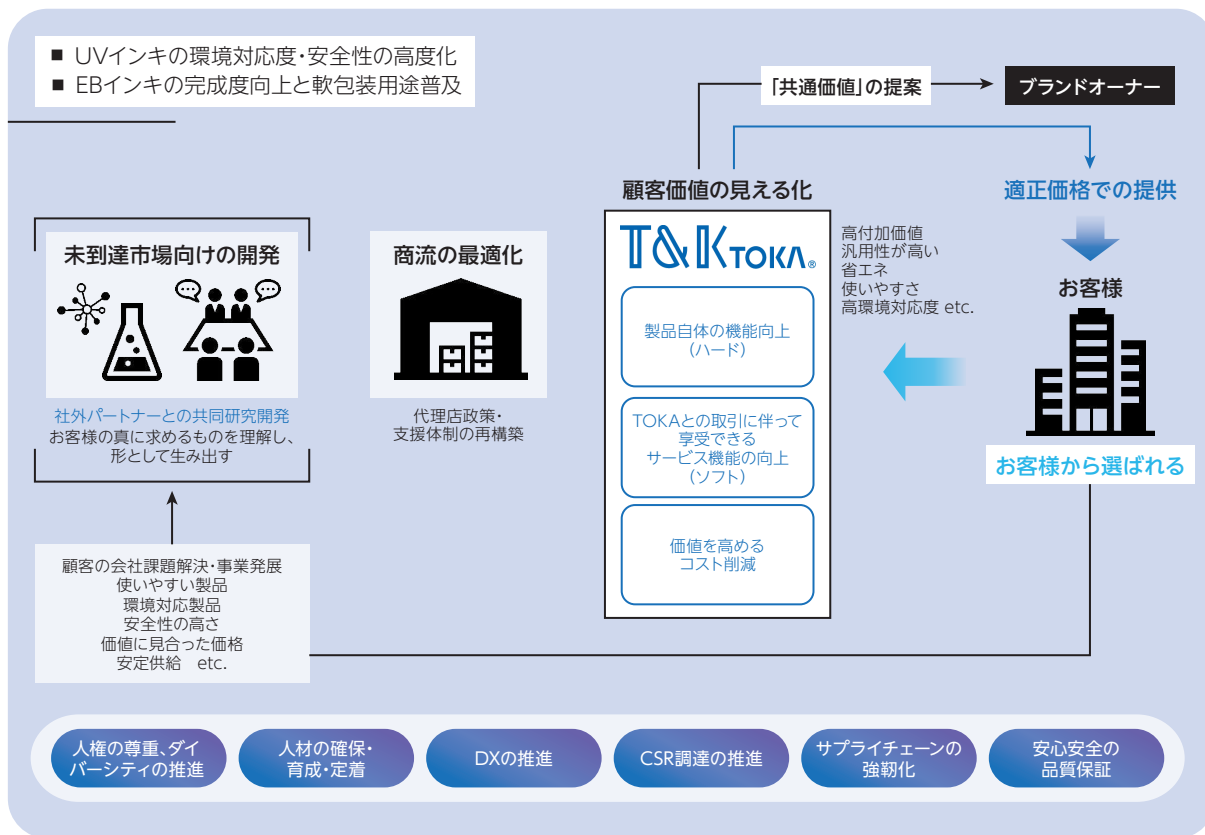 ■ UVインキの環境対応度・安全性の高度化
■ EBインキの完成度向上と軟包装用途普及
「共通価値」の提案
ブランドオーナー
顧客価値の見える化
適正価格での提供
未到達市場向けの開発
社外パートナーとの共同研究開発
お客様の真に求めるものを理解し、
形として生み出す
商流の最適化
代理店政策・
支援体制の再構築
T&K TOKA®
製品自体の機能向上
(ハード)
TOKAとの取引に伴って
享受できる
サービス機能の向上
(ソフト)
価値を高める
コスト削減
高付加価値
汎用性が高い
省エネ
使いやすさ
高環境対応度 etc.
お客様
お客様から選ばれる
顧客の会社課題解決・事業発展
使いやすい製品
環境対応製品
安全性の高さ
価値に見合った価格
安定供給 etc.
人権の尊重、ダイ
バーシティの推進
人材の確保・
育成・定着
DXの推進
CSR調達の推進
サプライチェーンの
強靭化
安心安全の
品質保証